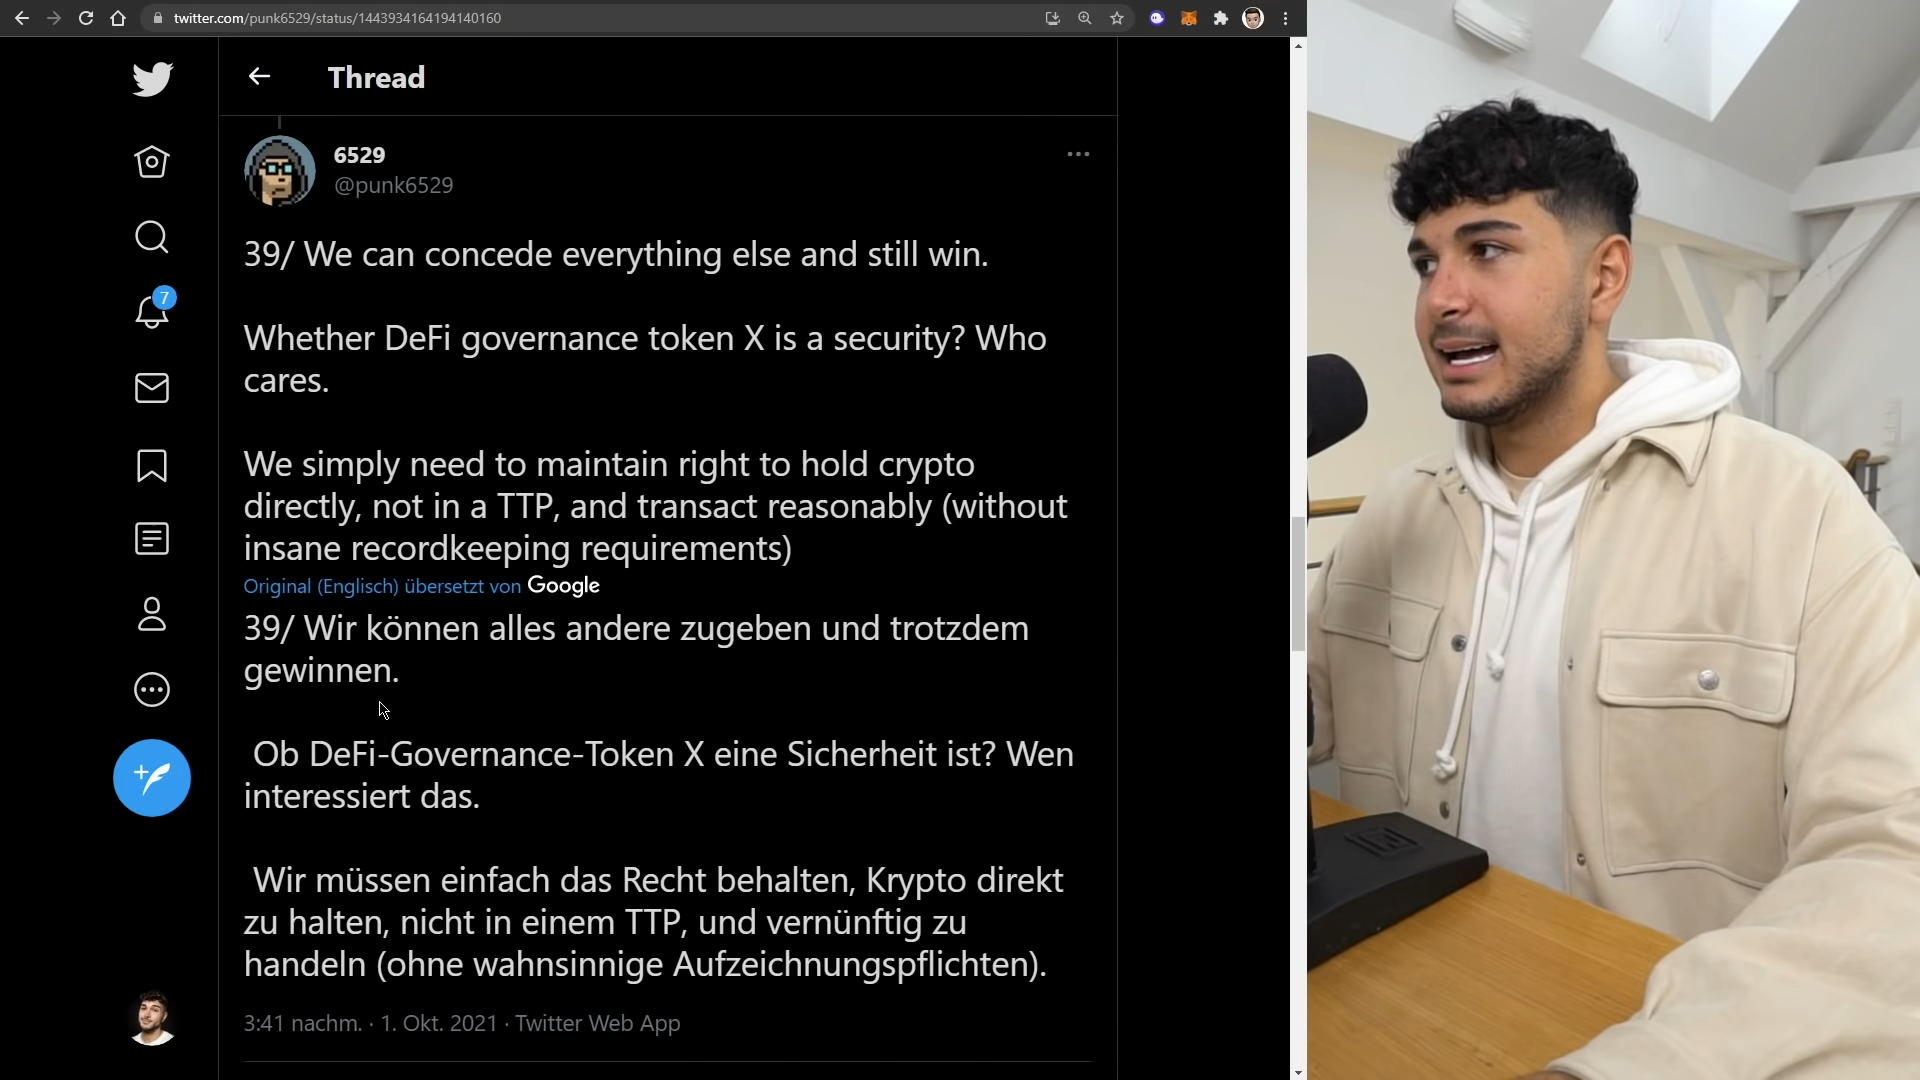 twitter.com/punk6529/status/1443934164194140160
Thread
6529
@punk6529
39/ We can concede everything else and still win.
Whether DeFi governance token X is a security? Who
cares.
We simply need to maintain right to hold crypto
directly, not in a TTP, and transact reasonably (without
insane recordkeeping requirements)
Original (Englisch) übersetzt von Google
39/ Wir können alles andere zugeben und trotzdem
gewinnen.
Ob DeFi-Governance-Token X eine Sicherheit ist? Wen
interessiert das.
Wir müssen einfach das Recht behalten, Krypto direkt
zu halten, nicht in einem TTP, und vernünftig zu
handeln (ohne wahnsinnige Aufzeichnungspflichten).
3:41 nachm. · 1. Okt. 2021 · Twitter Web App
7